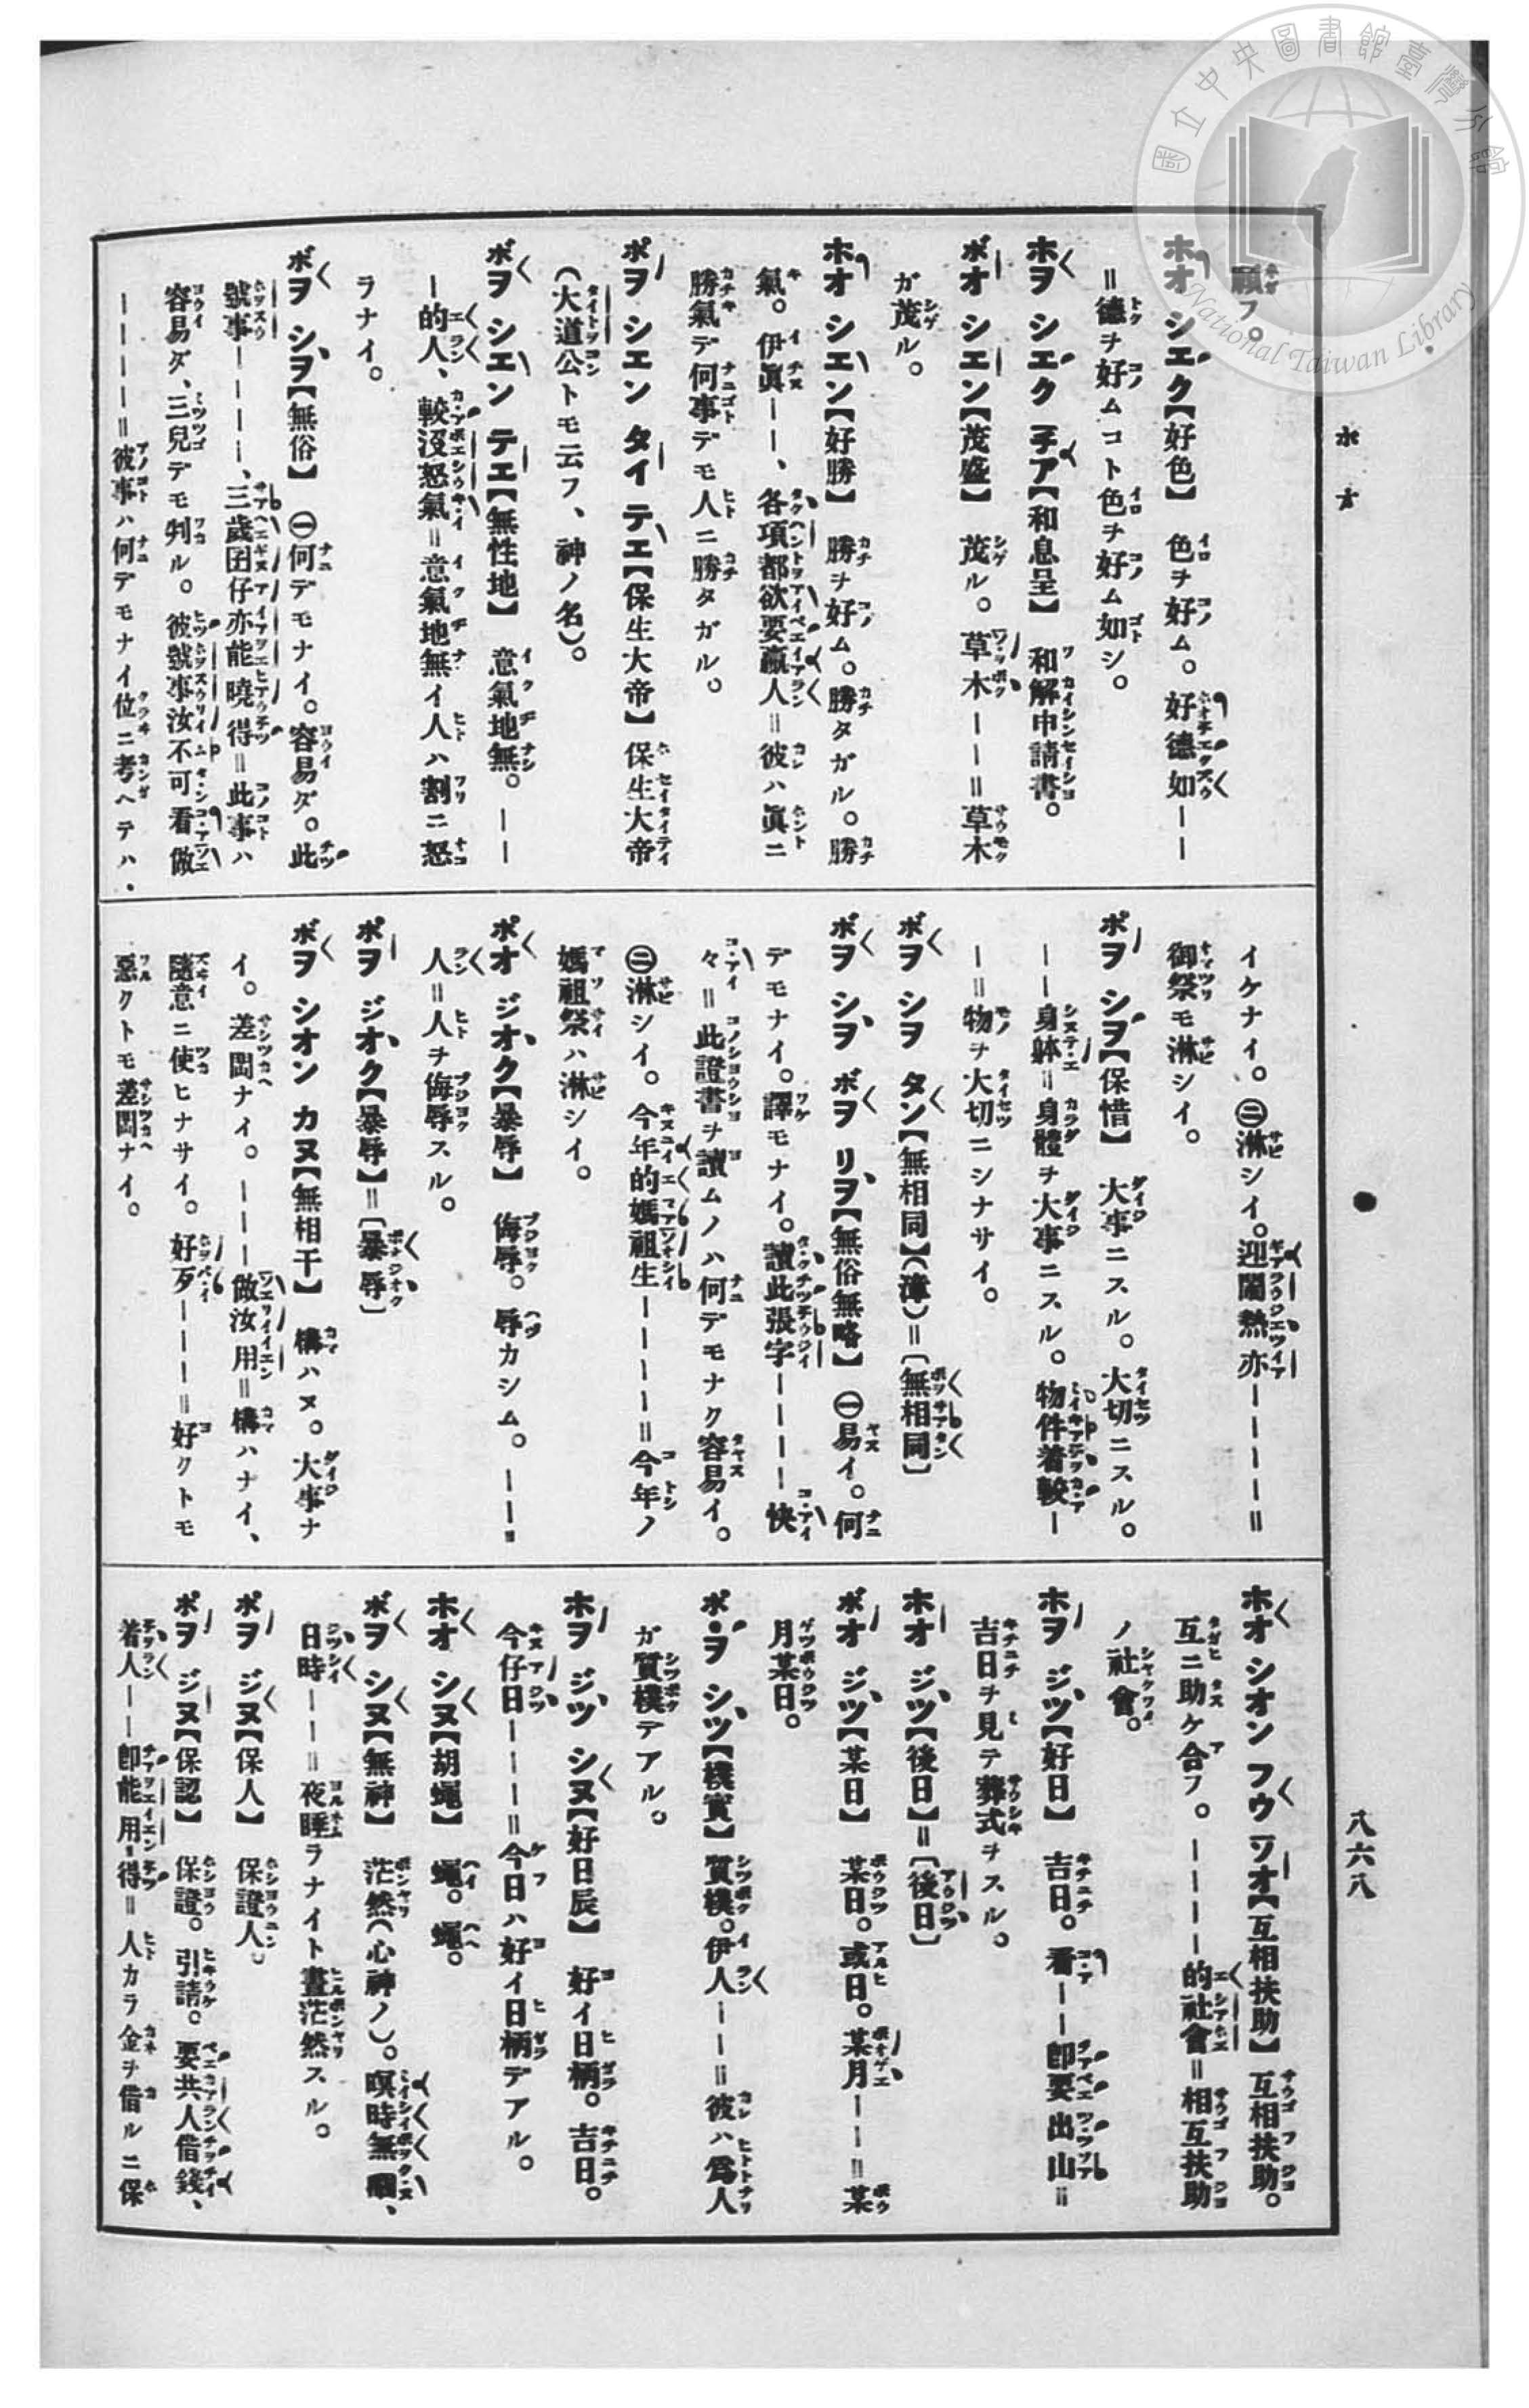 國立中央圖書館臺灣分館
National Taiwan Library
ホオ
八六八
願フ。
ホオ シエク【好色】 色ヲ好ム。好德如——
＝德ヲ好ムコト色ヲ好ム如シ。
ホヲ シエク 【和息呈】 和解申請書。
ボオ シエン【茂盛】 茂ル。草木——＝草木
ガ茂ル。
ホオ シエン【好勝】 勝ヲ好ム。勝タガル。勝
氣。伊眞——、各項都欲要贏人＝彼ハ眞ニ
勝氣デ何事デモ人ニ勝タガル。
ポヲ シエン タイ テエ【保生大帝】保生大帝
(大道公トモ云フ、神ノ名)。
ボヲ シエン テエ【無性地】 意氣地無。——
—的人、較沒怒氣＝意氣地無イ人ハ割ニ怒
ラナイ。
ボヲ シヲ【無俗】 ㊀何デモナイ。容易ダ。此
號事————、三歲囝仔亦能曉得＝此事ハ
容易ダ、三兒デモ判ル。彼號事汝不可看做
————＝彼事ハ何デモナイ位ニ考ヘテハ、
イケナイ。㊁淋シイ。迎鬧熱亦————＝
御祭モ淋シイ。
ポヲ シヲ【保惜】 大事ニスル。大切ニスル。
——身躰＝身體ヲ大事ニスル。物件着較—
—＝物ヲ大切ニシナサイ。
ボヲ シヲ タン【無相同】(漳)＝〔無相同〕
ボヲ シヲ ボヲ リヲ【無俗無略】 ㊀易イ。何
デモナイ。譯モナイ。讀此張字————快
々＝此證書ヲ讀ムノハ何デモナク容易イ。
㊁淋シイ。今年的媽祖生————＝今年ノ
媽祖祭ハ淋シイ。
ポオ ジオク【暴辱】 侮辱。辱カシム。——
人＝人ヲ侮辱スル。
ポヲ ジオク【暴辱】＝〔暴辱〕
ボヲ シオン カヌ【無相干】 構ハヌ。大事ナ
イ。差閊ナイ。———做汝用＝構ハナイ、
隨意ニ使ヒナサイ。好歹———＝好クトモ
惡クトモ差閊ナイ。
ホオ シオン フウ 【互相扶助】互相扶助。
互ニ助ケ合フ。————的社會＝相互扶助
ノ社會。
ホヲ ジツ【好日】 吉日。看——卽要出山＝
吉日ヲ見テ葬式ヲスル。
ホオ ジツ【後日】＝〔後日〕
ボオ ジツ【某日】 某日。或日。某月——＝某
月某日。
ポヲ シツ【樸實】 質樸。伊人——＝彼ハ爲人
ガ質樸デアル。
ホヲ ジツ シヌ【好日辰】 好イ日柄。吉日。
今仔日———＝今日ハ好イ日柄デアル。
ホオ シヌ【胡蠅】 蠅。蠅。
ボヲ シヌ【無神】 茫然(心神ノ)。暝時無睏、
日時——＝夜睡ラナイト晝茫然スル。
ポヲ ジヌ【保人】 保證人。
ポヲ ジヌ【保認】 保證。引請。要共人借錢、
着人——卽能用得＝人カラ金ヲ借ルニ保